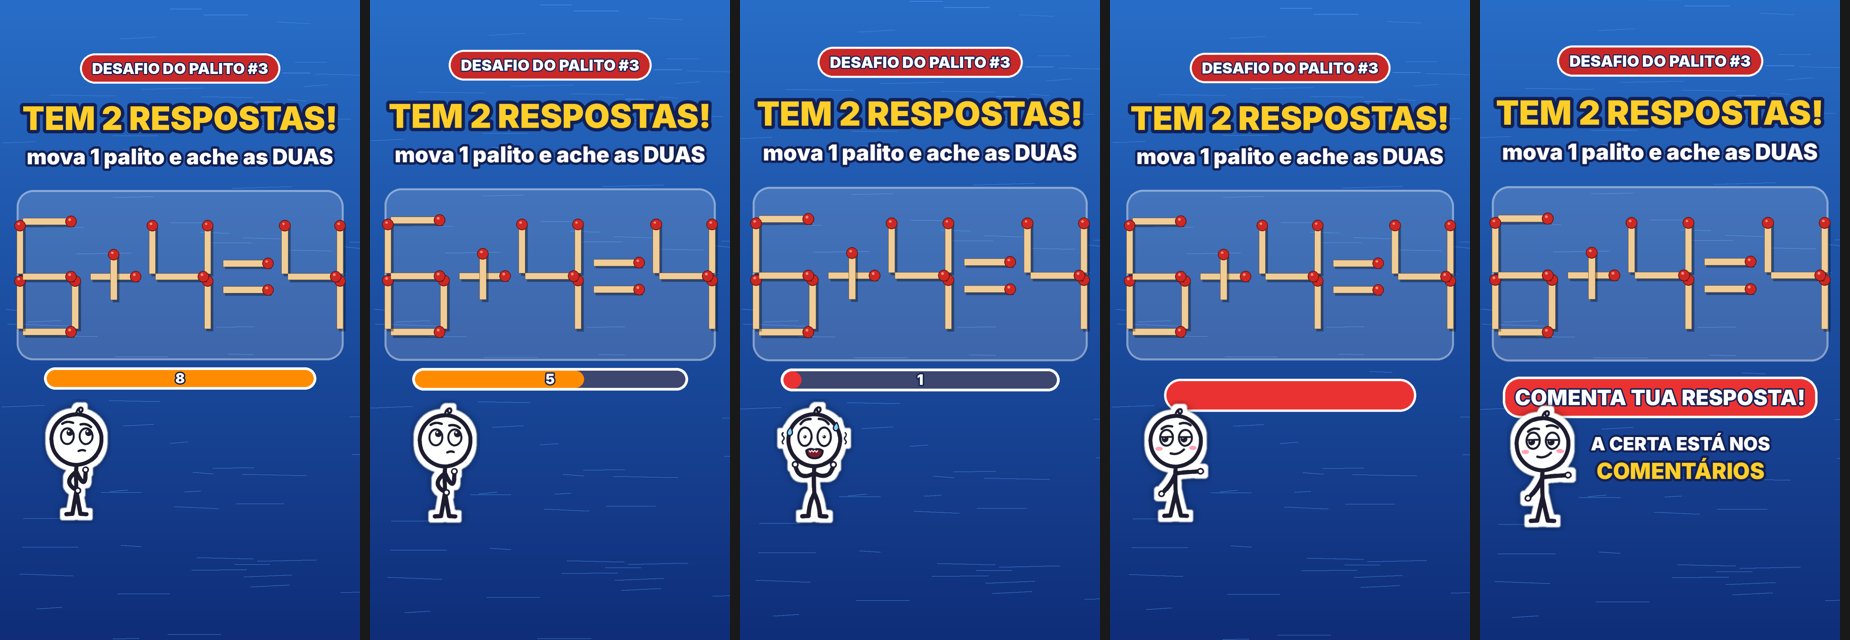 DESAFIO DO PALITO #3
TEM 2 RESPOSTAS!
mova 1 palito e ache as DUAS
6+4=4
8
DESAFIO DO PALITO #3
TEM 2 RESPOSTAS!
mova 1 palito e ache as DUAS
6+4=4
5
DESAFIO DO PALITO #3
TEM 2 RESPOSTAS!
mova 1 palito e ache as DUAS
6+4=4
1
DESAFIO DO PALITO #3
TEM 2 RESPOSTAS!
mova 1 palito e ache as DUAS
6+4=4
DESAFIO DO PALITO #3
TEM 2 RESPOSTAS!
mova 1 palito e ache as DUAS
6+4=4
COMENTA TUA RESPOSTA!
A CERTA ESTÁ NOS
COMENTÁRIOS